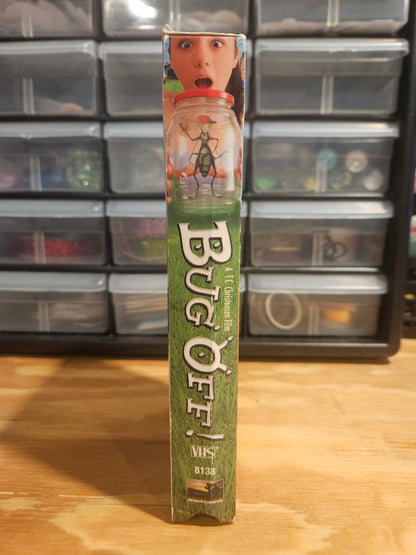 BUG OFF!
A T.C. Christensen Film
VHS
8138